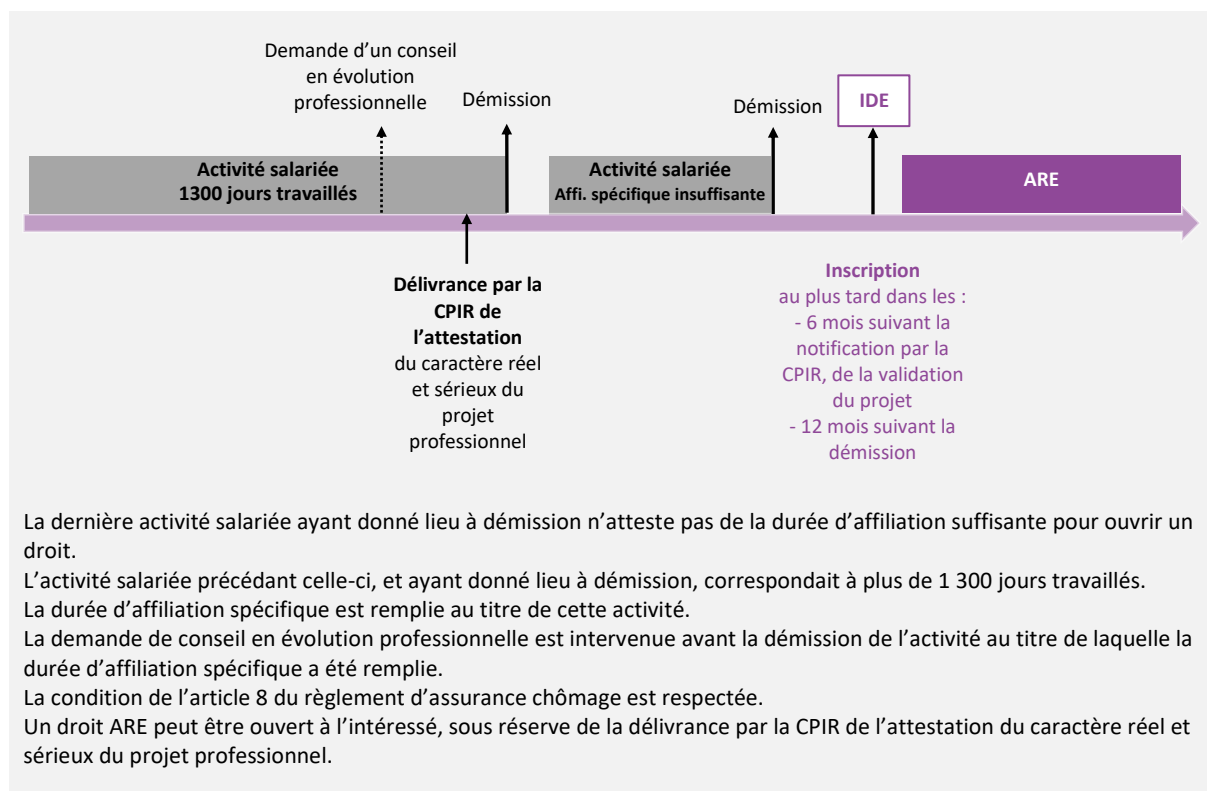 Demande d'un conseil
en évolution
professionnelle
Démission
Démission
IDE
Activité salariée
1300 jours travaillés
Activité salariée
Affi. spécifique insuffisante
ARE
Délivrance par la
CPIR de
l'attestation
du caractère réel
et sérieux du
projet
professionnel
Inscription
au plus tard dans les :
- 6 mois suivant la
notification par la
CPIR, de la validation
du projet
- 12 mois suivant la
démission
La dernière activité salariée ayant donné lieu à démission n'atteste pas de la durée d'affiliation suffisante pour ouvrir un
droit.
L'activité salariée précédant celle-ci, et ayant donné lieu à démission, correspondait à plus de 1 300 jours travaillés.
La durée d'affiliation spécifique est remplie au titre de cette activité.
La demande de conseil en évolution professionnelle est intervenue avant la démission de l'activité au titre de laquelle la
durée d'affiliation spécifique a été remplie.
La condition de l'article 8 du règlement d'assurance chômage est respectée.
Un droit ARE peut être ouvert à l'intéressé, sous réserve de la délivrance par la CPIR de l'attestation du caractère réel et
sérieux du projet professionnel.